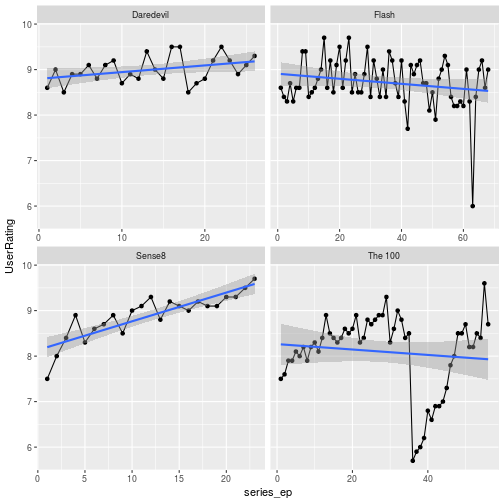 Daredevil
Flash
10
9
8
7
6
0 10 20
0 20 40 60
Sense8
The 100
10
9
8
7
6
0 5 10 15 20
0 20 40
UserRating
series_ep